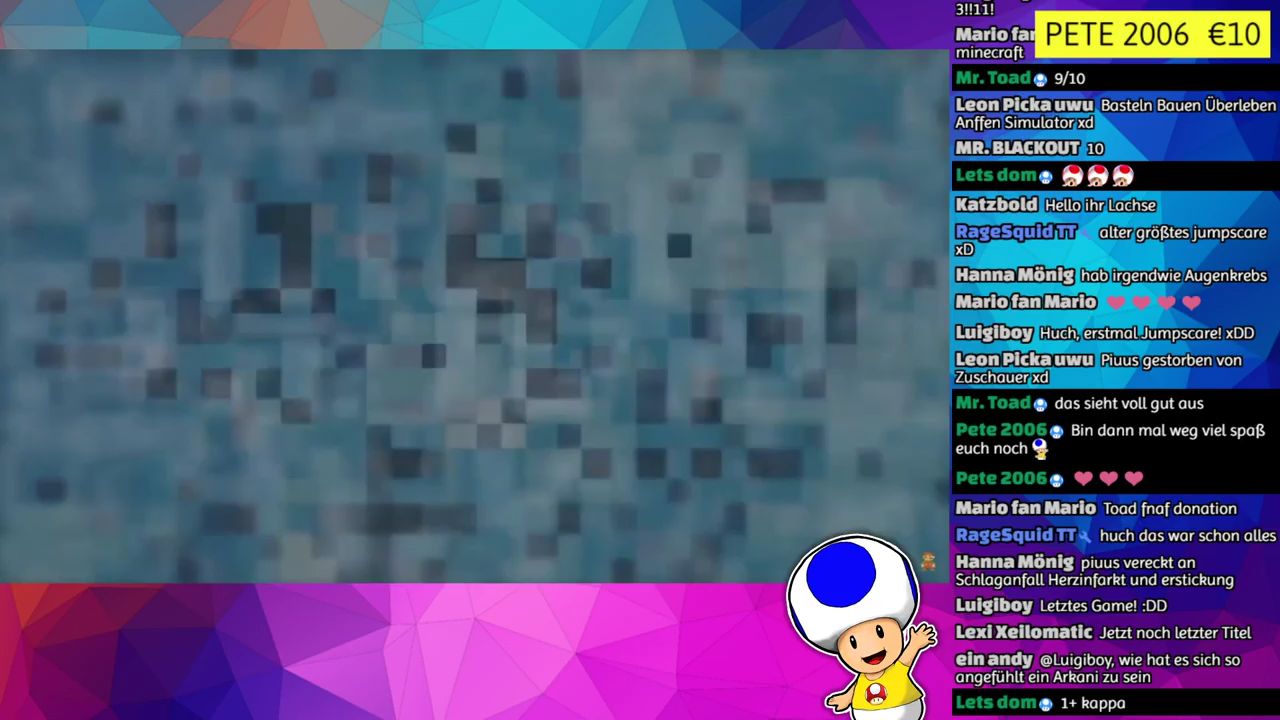 3!!11!
PETE 2006 €10
Mario fan
minecraft
Mr. Toad 9/10
Leon Picka uwu Basteln Bauen Überleben
Anffen Simulator xd
MR. BLACKOUT 10
Lets dom
Katzbold Hello ihr Lachse
RageSquid TT alter größtes jumpscare
xD
Hanna Mönig hab irgendwie Augenkrebs
Mario fan Mario
Luigiboy Huch, erstmal Jumpscare! xDD
Leon Picka uwu Piuus gestorben von
Zuschauer xd
Mr. Toad das sieht voll gut aus
Pete 2006 Bin dann mal weg viel spaß
euch noch
Pete 2006
Mario fan Mario Toad fnaf donation
RageSquid TT huch das war schon alles
Hanna Mönig piuus vereckt an
Schlaganfall Herzinfarkt und erstickung
Luigiboy Letztes Game! :DD
Lexi Xeilomatic Jetzt noch letzter Titel
ein andy @Luigiboy, wie hat es sich so
angefühlt ein Arkani zu sein
Lets dom 1+ kappa